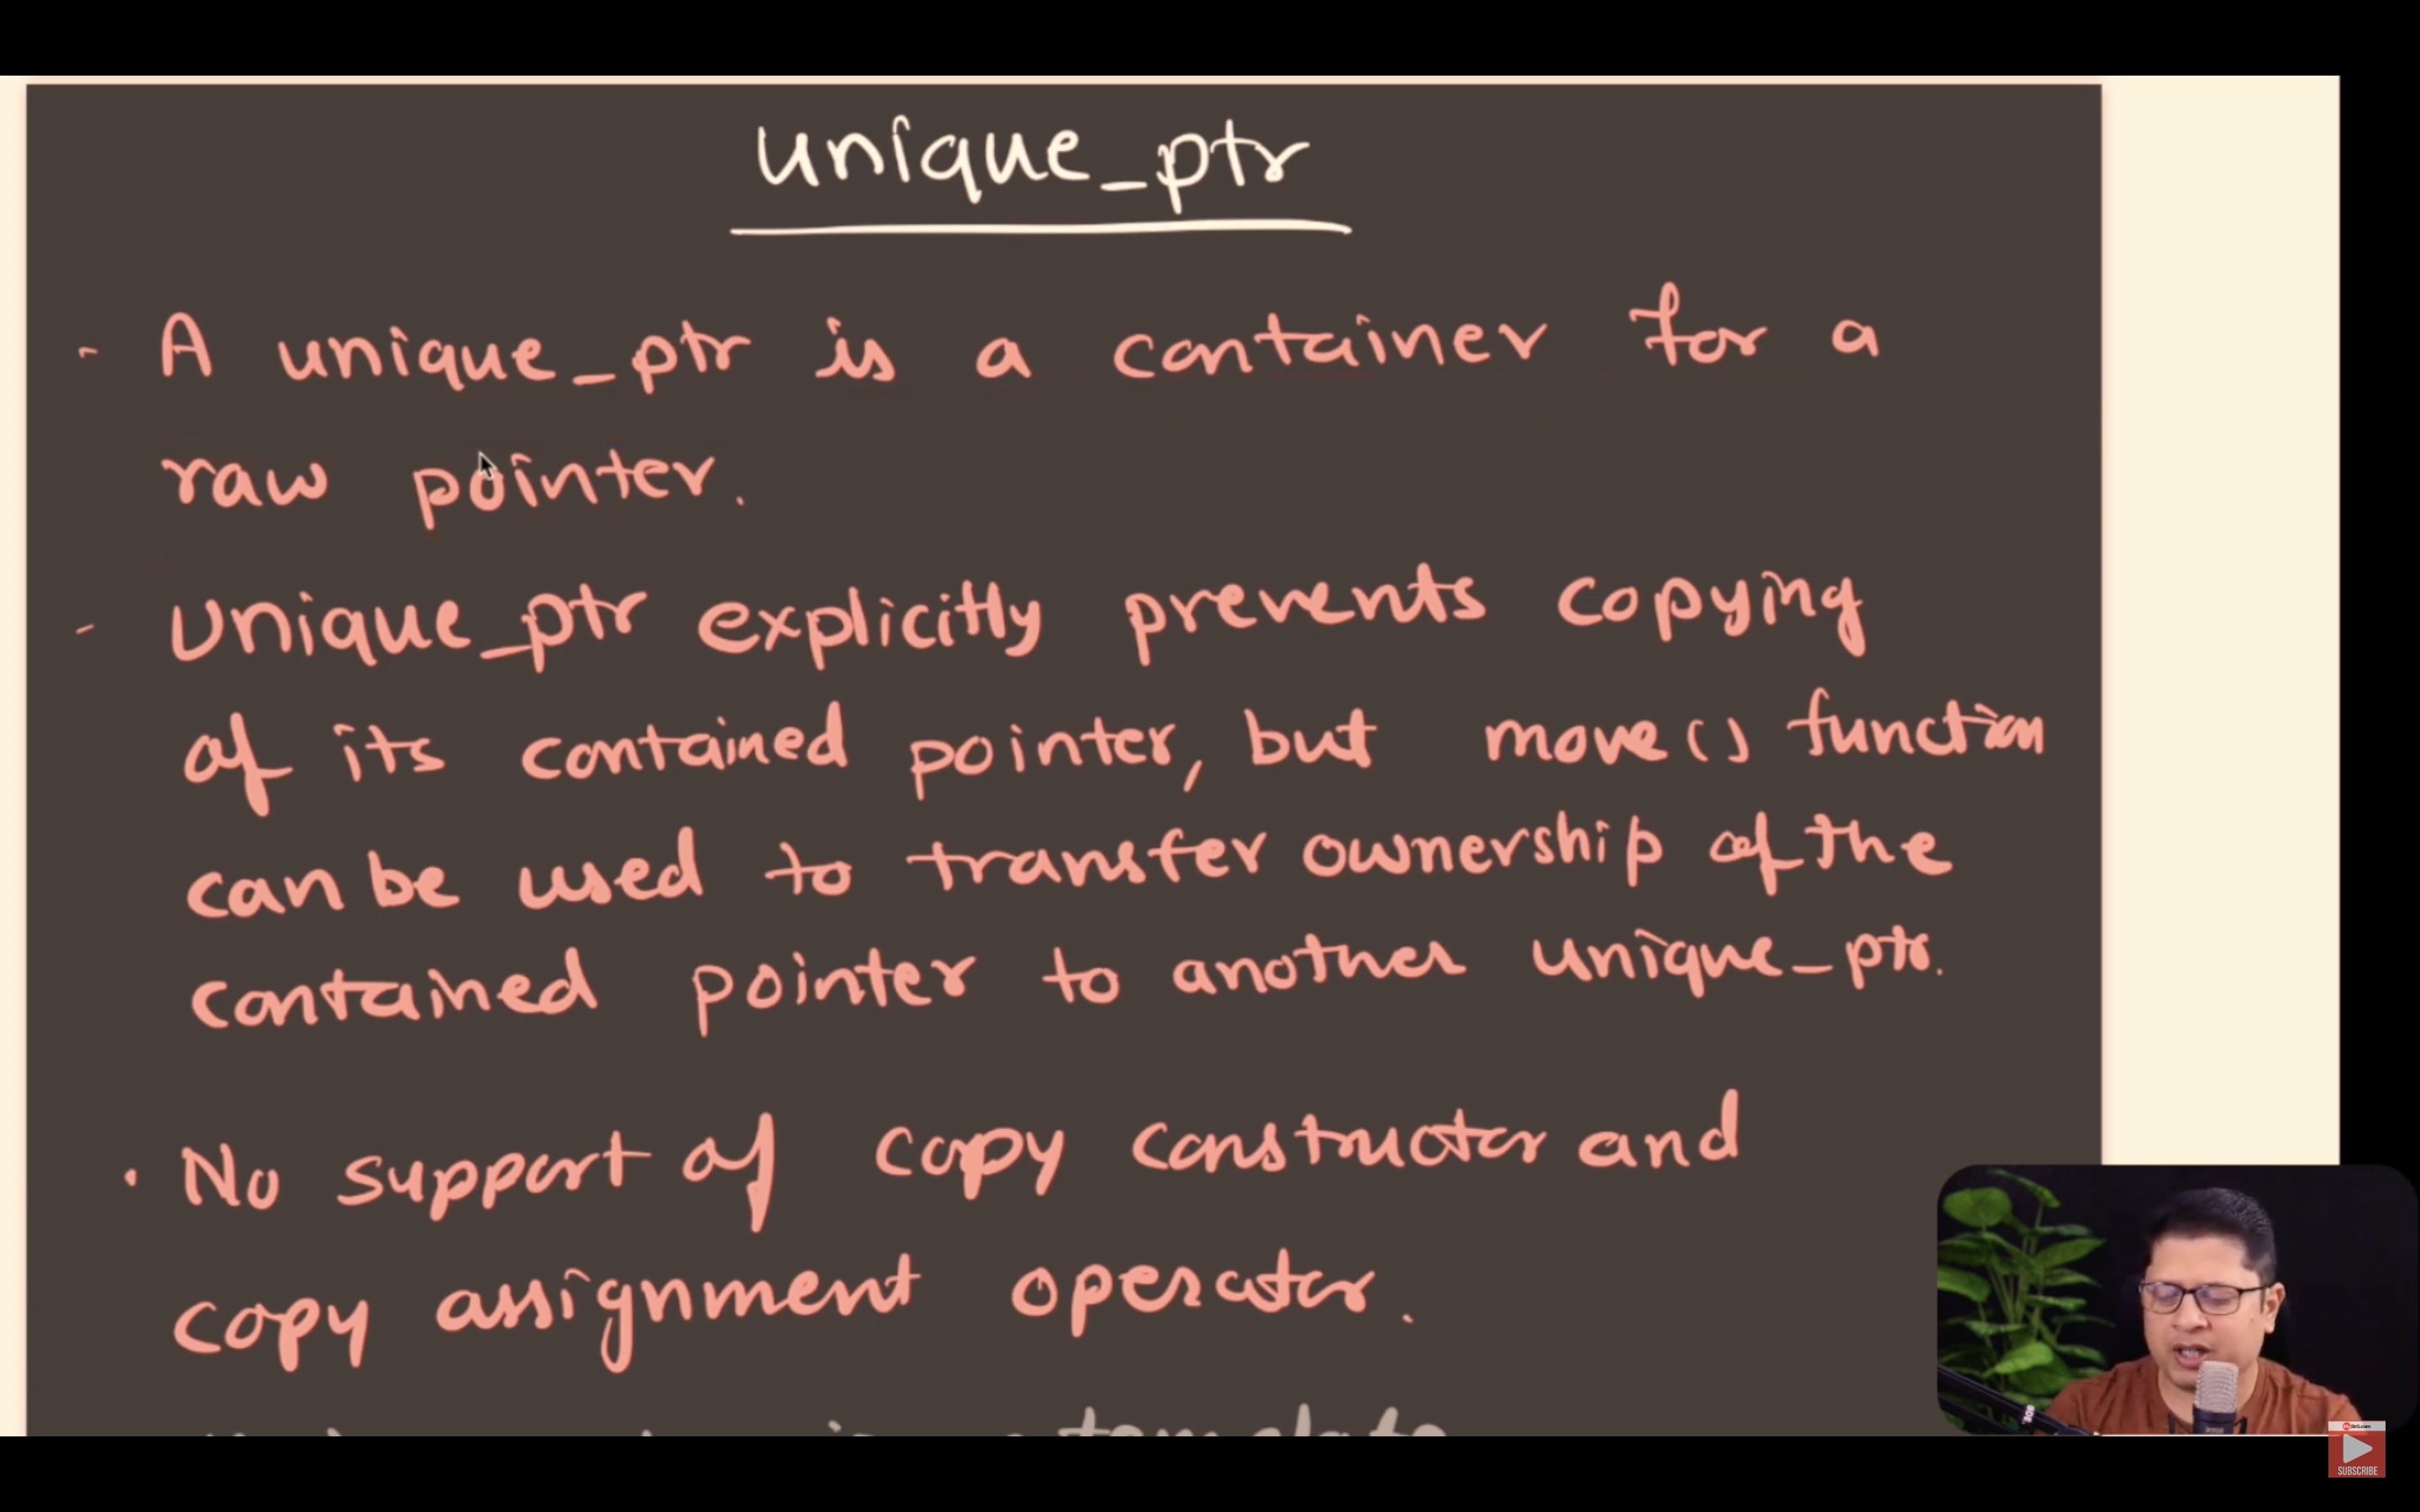 unique_ptr
- A unique_ptr is a container for a
raw pointer.
- Unique_ptr explicitly prevents copying
of its contained pointer, but move() function
can be used to transfer ownership of the
contained pointer to another unique_ptr.
• No support of copy constructor and
copy assignment operator.
template
SUBSCRIBE